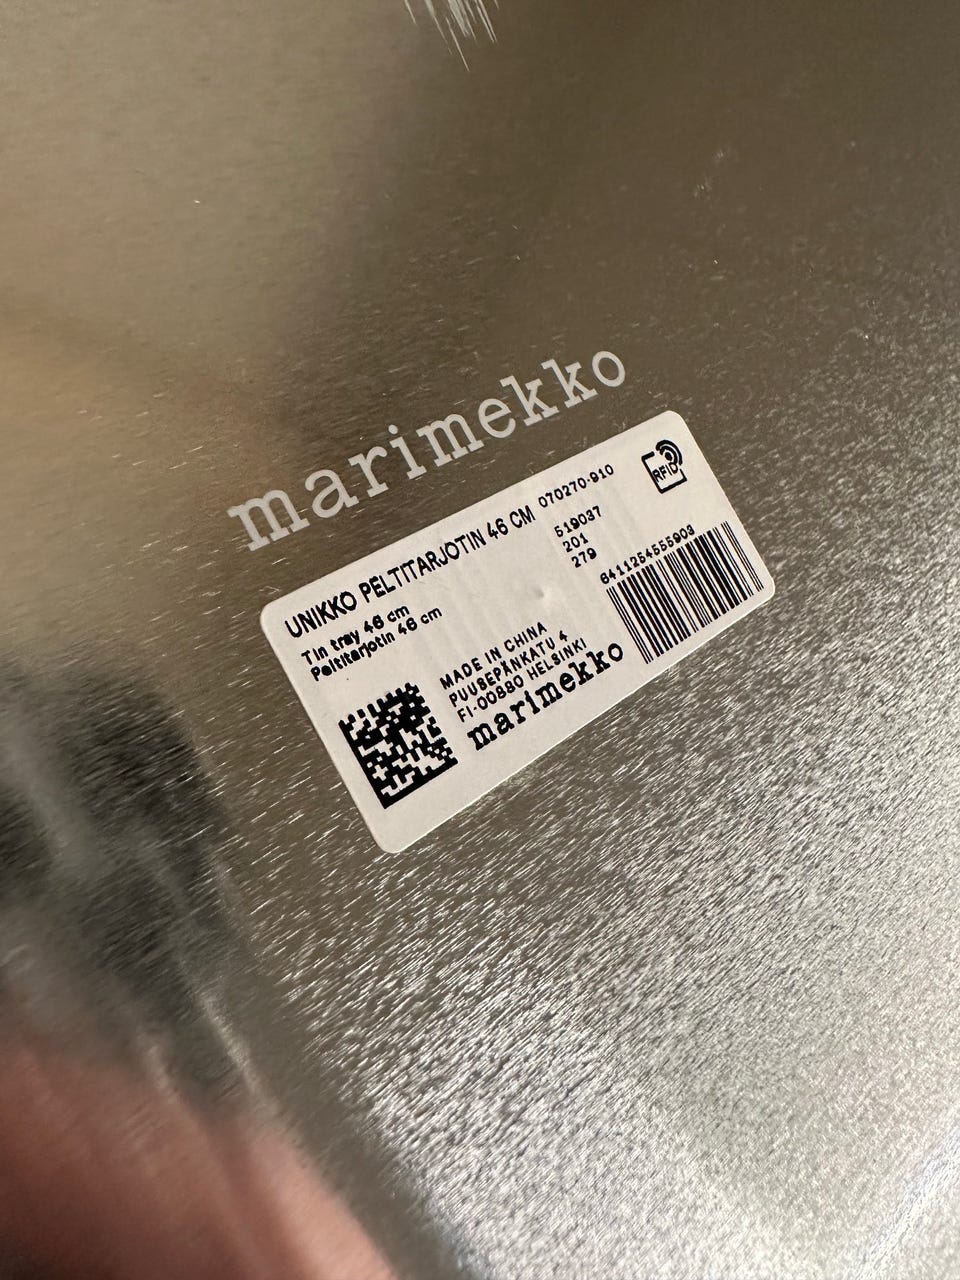 marimekko
UNIKKO PELTITARJOTIN 46 CM 070270-910
Tin tray 46 cm
Peltitarjotin 46 cm
519037
201
279
RFID
6411254555903
MADE IN CHINA
PUUSEPÄNKATU 4
FI-00880 HELSINKI
marimekko